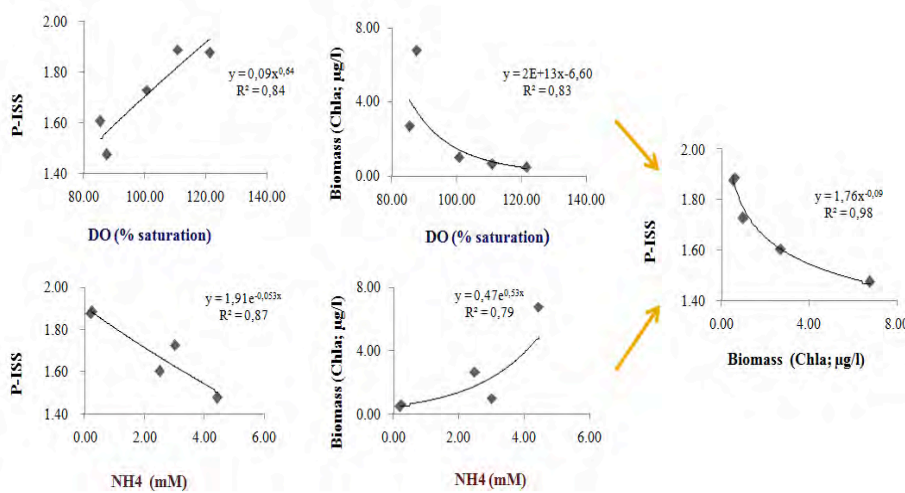 2.00
1.80
1.60
1.40
P-ISS
y = 0,09x^0,64
R² = 0,84
80.00 100.00 120.00 140.00
DO (% saturation)
8.00
4.00
0.00
Biomass (Chla; µg/l)
y = 2E+13x-6,60
R² = 0,83
80.00 100.00 120.00 140.00
DO (% saturation)
2.00
1.80
1.60
1.40
P-ISS
y = 1,76x^-0,09
R² = 0,98
0.00 4.00 8.00
Biomass (Chla; µg/l)
2.00
1.80
1.60
1.40
P-ISS
y = 1,91e^-0,053x
R² = 0,87
0.00 2.00 4.00 6.00
NH4 (mM)
8.00
4.00
0.00
Biomass (Chla; µg/l)
y = 0,47e^0,53x
R² = 0,79
0.00 2.00 4.00 6.00
NH4 (mM)